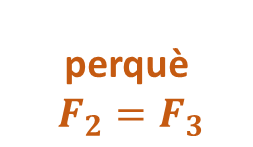 perquè
F₂ = F₃